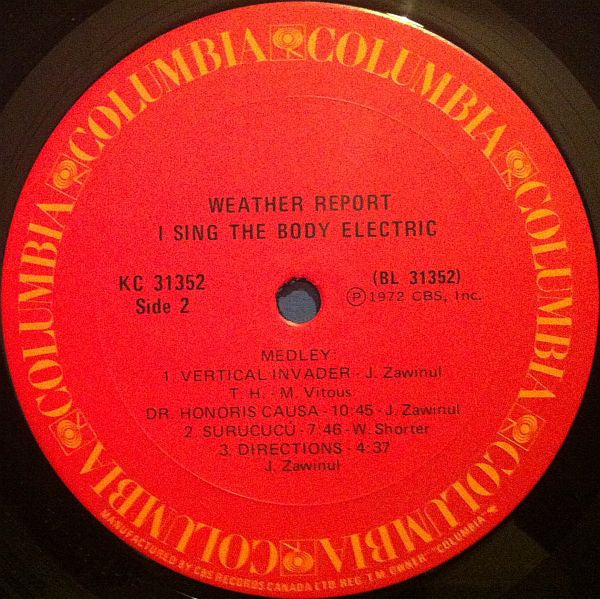 COLUMBIA COLUMBIA COLUMBIA COLUMBIA COLUMBIA COLUMBIA
WEATHER REPORT
I SING THE BODY ELECTRIC
KC 31352
Side 2
(BL 31352)
Ⓟ1972 CBS, Inc.
MEDLEY:
1. VERTICAL INVADER - J. Zawinul
T. H. - M. Vitous
DR. HONORIS CAUSA - 10:45 - J. Zawinul
2. SURUCUCÚ - 7:46 - W. Shorter
3. DIRECTIONS - 4:37
J. Zawinul
MANUFACTURED BY CBS RECORDS CANADA LTD. REG. T.M. OWNER - "COLUMBIA"